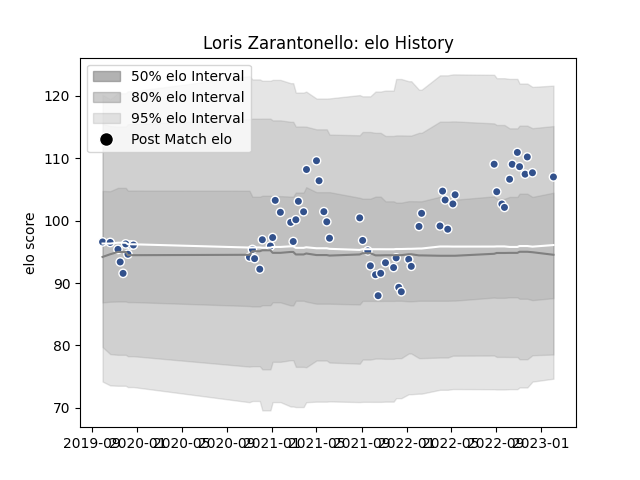 Loris Zarantonello: elo History
50% elo Interval
80% elo Interval
95% elo Interval
Post Match elo
elo score
120
110
100
90
80
70
2019-09 2020-01 2020-05 2020-09 2021-01 2021-05 2021-09 2022-01 2022-05 2022-09 2023-01